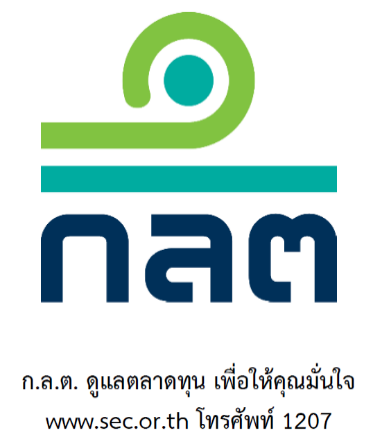 กลต
ก.ล.ต. ดูแลตลาดทุน เพื่อให้คุณมั่นใจ
www.sec.or.th โทรศัพท์ 1207